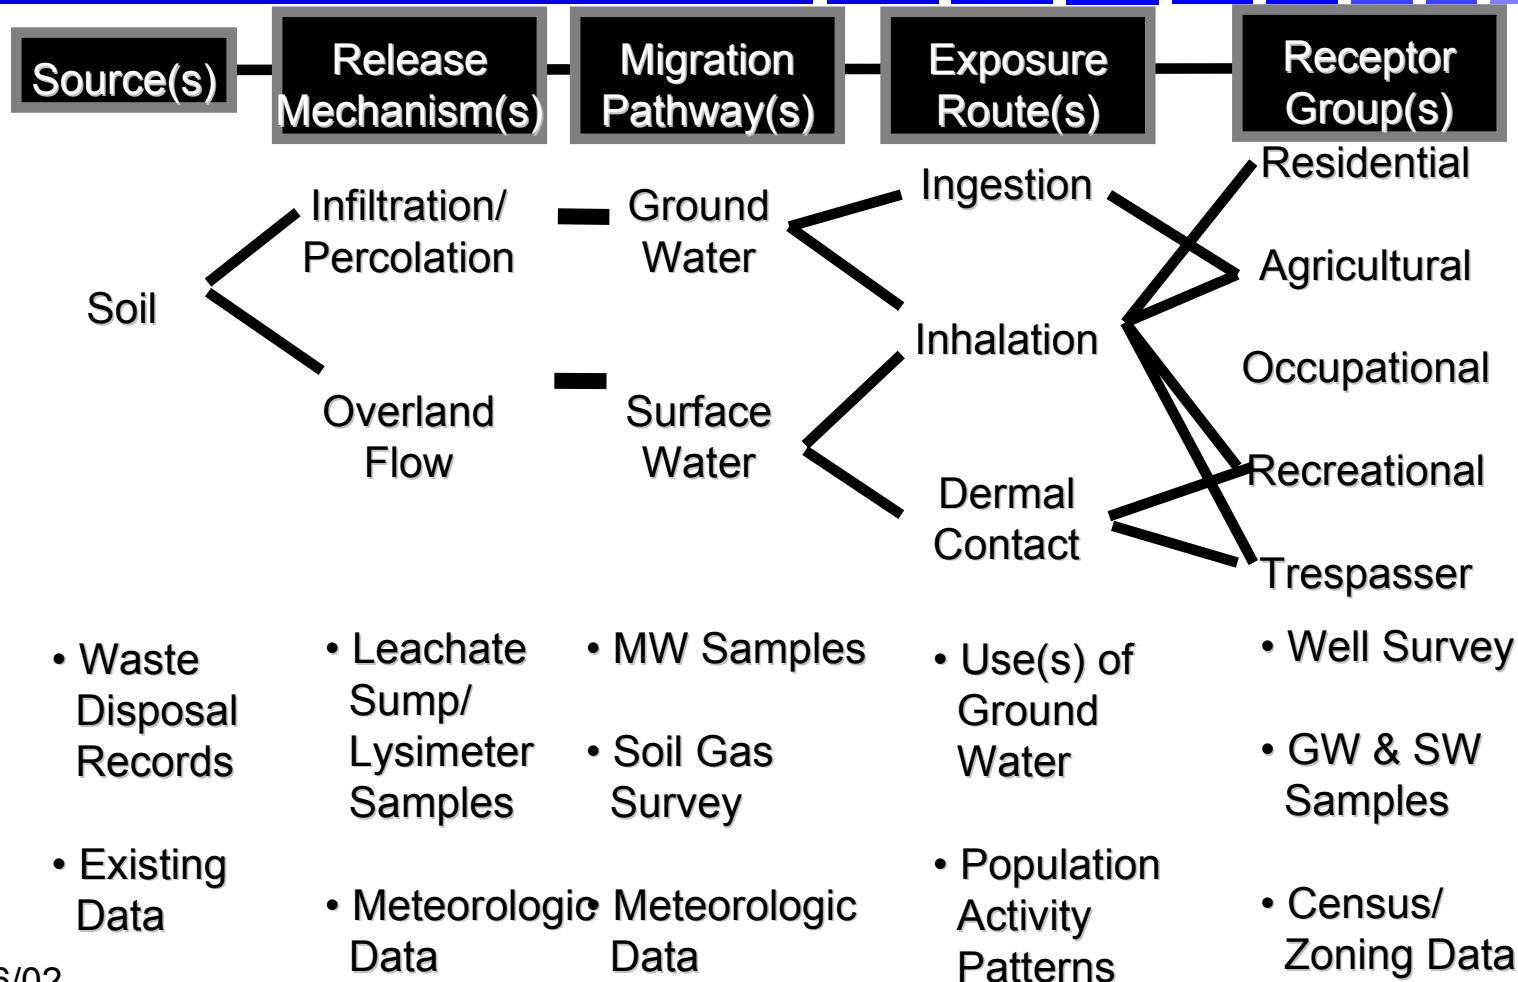 Source(s)
Release
Mechanism(s)
Migration
Pathway(s)
Exposure
Route(s)
Receptor
Group(s)
Soil
Infiltration/
Percolation
Overland
Flow
Ground
Water
Surface
Water
Ingestion
Inhalation
Dermal
Contact
Residential
Agricultural
Occupational
Recreational
Trespasser
• Waste
Disposal
Records
• Existing
Data
• Leachate
Sump/
Lysimeter
Samples
• Meteorologic
Data
• MW Samples
• Soil Gas
Survey
• Meteorologic
Data
• Use(s) of
Ground
Water
• Population
Activity
Patterns
• Well Survey
• GW & SW
Samples
• Census/
Zoning Data